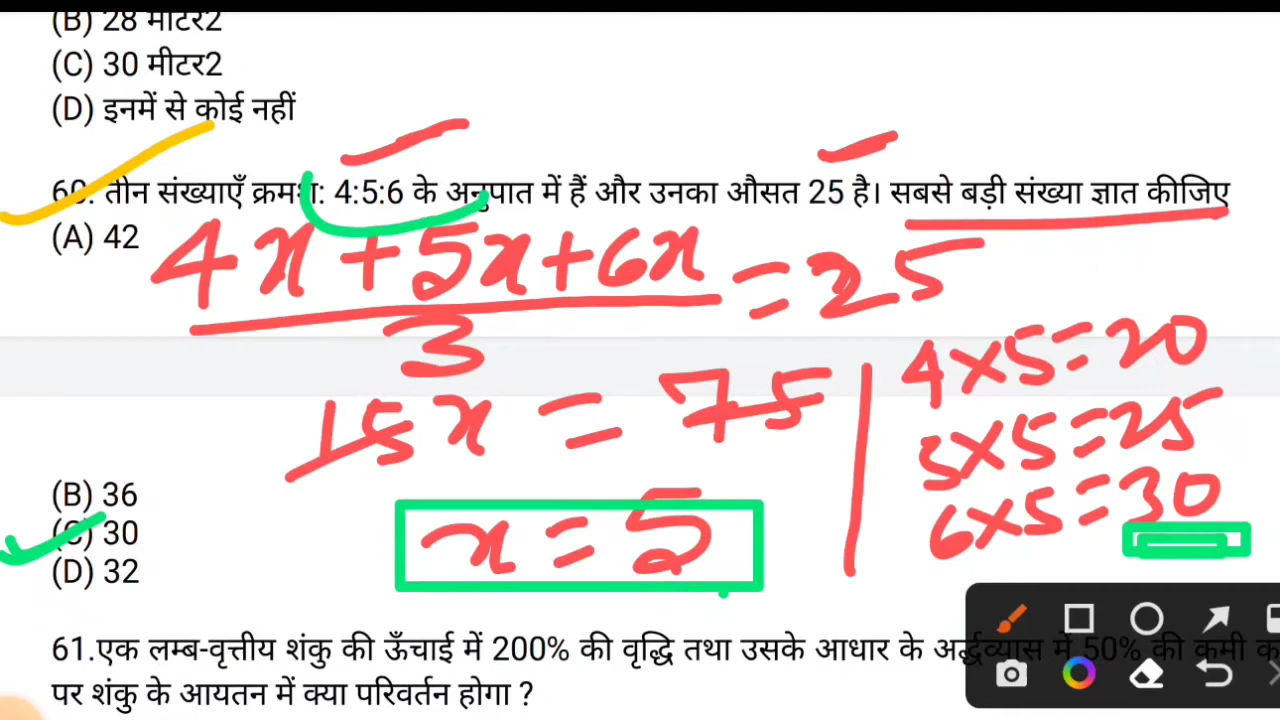 (B) 28 मीटर2
(C) 30 मीटर2
(D) इनमें से कोई नहीं
60. तीन संख्याएँ क्रमश: 4:5:6 के अनुपात में हैं और उनका औसत 25 है। सबसे बड़ी संख्या ज्ञात कीजिए
(A) 42
4x+5x+6x
3
=25
15x = 75
x = 5
4×5=20
5×5=25
6×5=30
(B) 36
(C) 30
(D) 32
61.एक लम्ब-वृत्तीय शंकु की ऊँचाई में 200% की वृद्धि तथा उसके आधार के अर्द्धव्यास में 50% की कमी
पर शंकु के आयतन में क्या परिवर्तन होगा ?